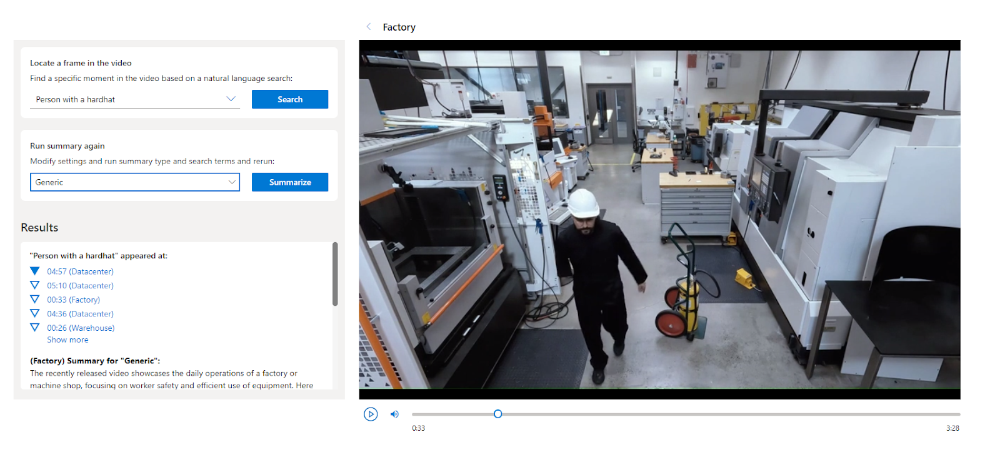 Factory
Locate a frame in the video
Find a specific moment in the video based on a natural language search:
Person with a hardhat
Search
Run summary again
Modify settings and run summary type and search terms and rerun:
Generic
Summarize
Results
"Person with a hardhat" appeared at:
04:57 (Datacenter)
05:10 (Datacenter)
00:33 (Factory)
04:36 (Datacenter)
00:26 (Warehouse)
Show more
(Factory) Summary for "Generic":
The recently released video showcases the daily operations of a factory or
machine shop, focusing on worker safety and efficient use of equipment. Here
0:33
3:28